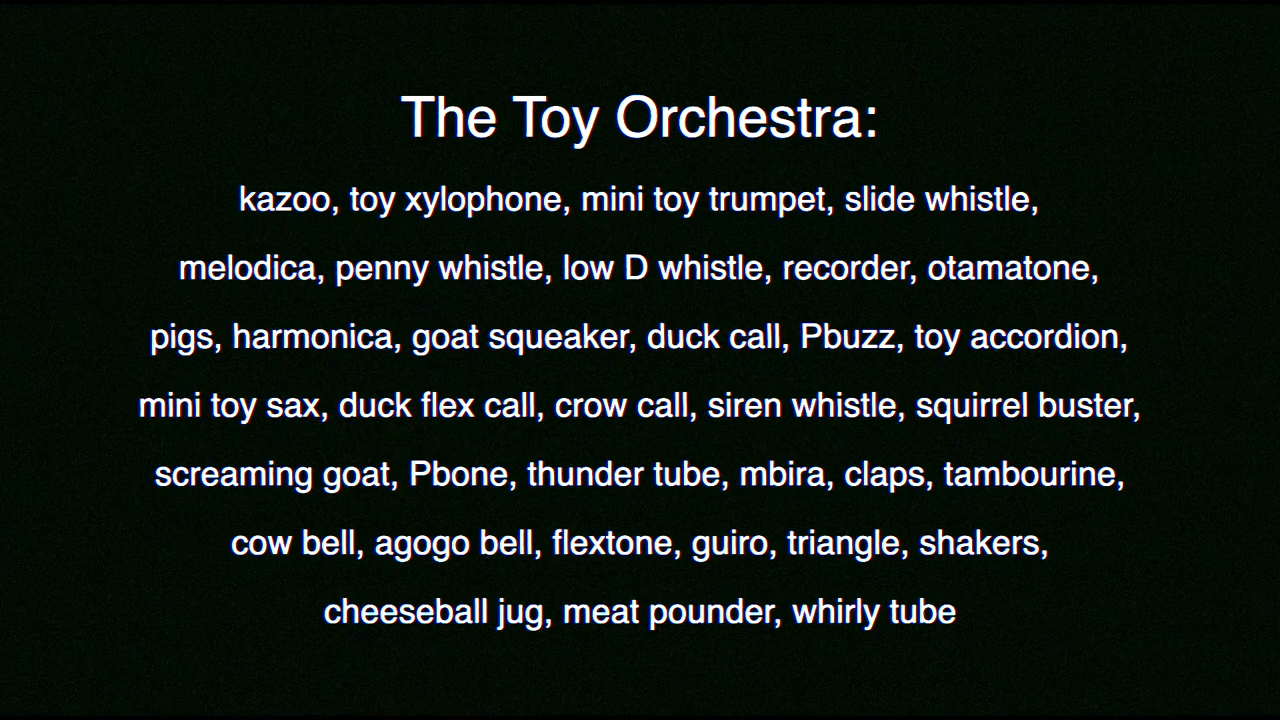 The Toy Orchestra:
kazoo, toy xylophone, mini toy trumpet, slide whistle,
melodica, penny whistle, low D whistle, recorder, otamatone,
pigs, harmonica, goat squeaker, duck call, Pbuzz, toy accordion,
mini toy sax, duck flex call, crow call, siren whistle, squirrel buster,
screaming goat, Pbone, thunder tube, mbira, claps, tambourine,
cow bell, agogo bell, flextone, guiro, triangle, shakers,
cheeseball jug, meat pounder, whirly tube